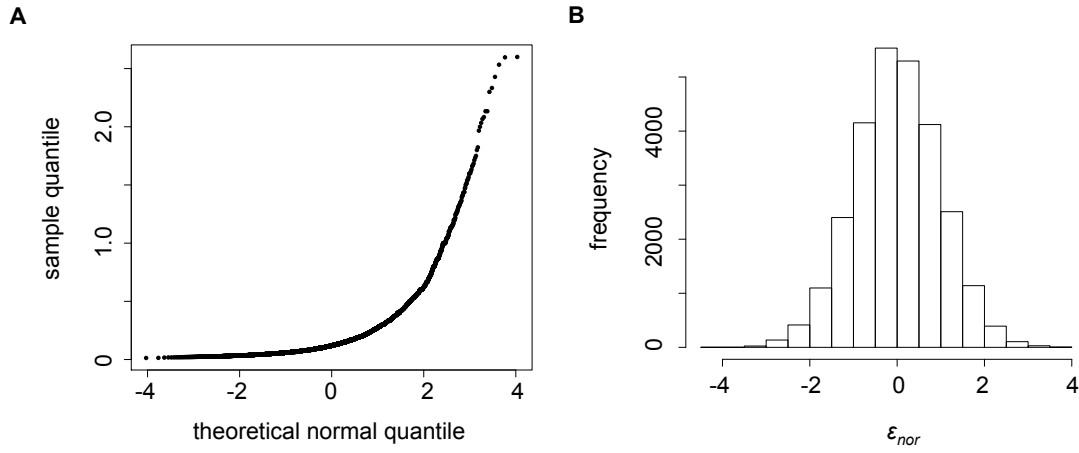 A
sample quantile
2.0
1.0
0
-4 -2 0 2 4
theoretical normal quantile
B
frequency
4000
2000
0
-4 -2 0 2 4
εnor